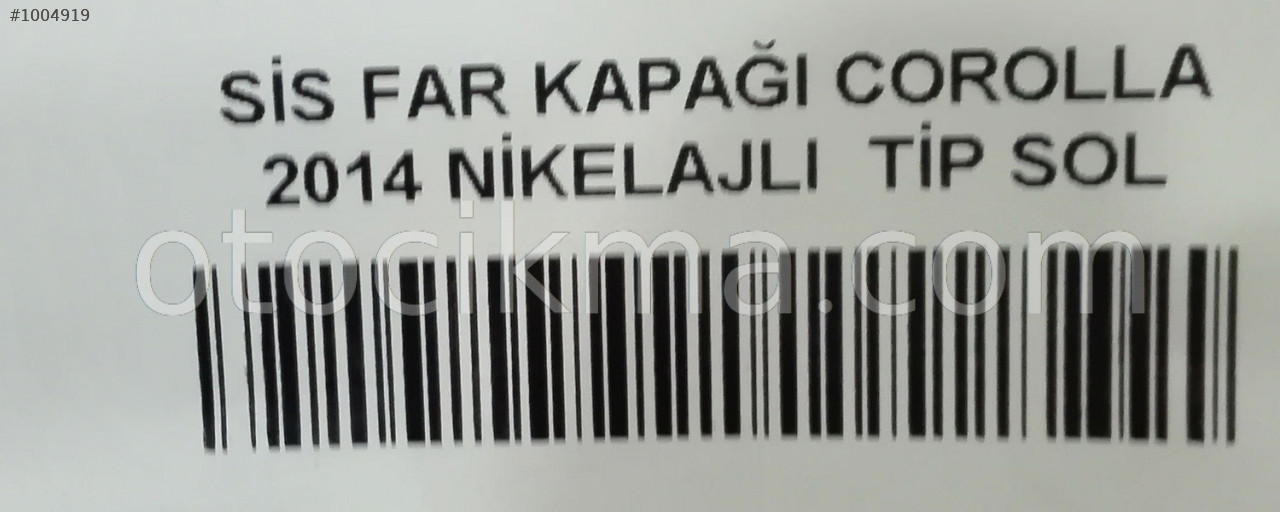 #1004919
SİS FAR KAPAĞI COROLLA
2014 NİKELAJLI TİP SOL
otocikma.com